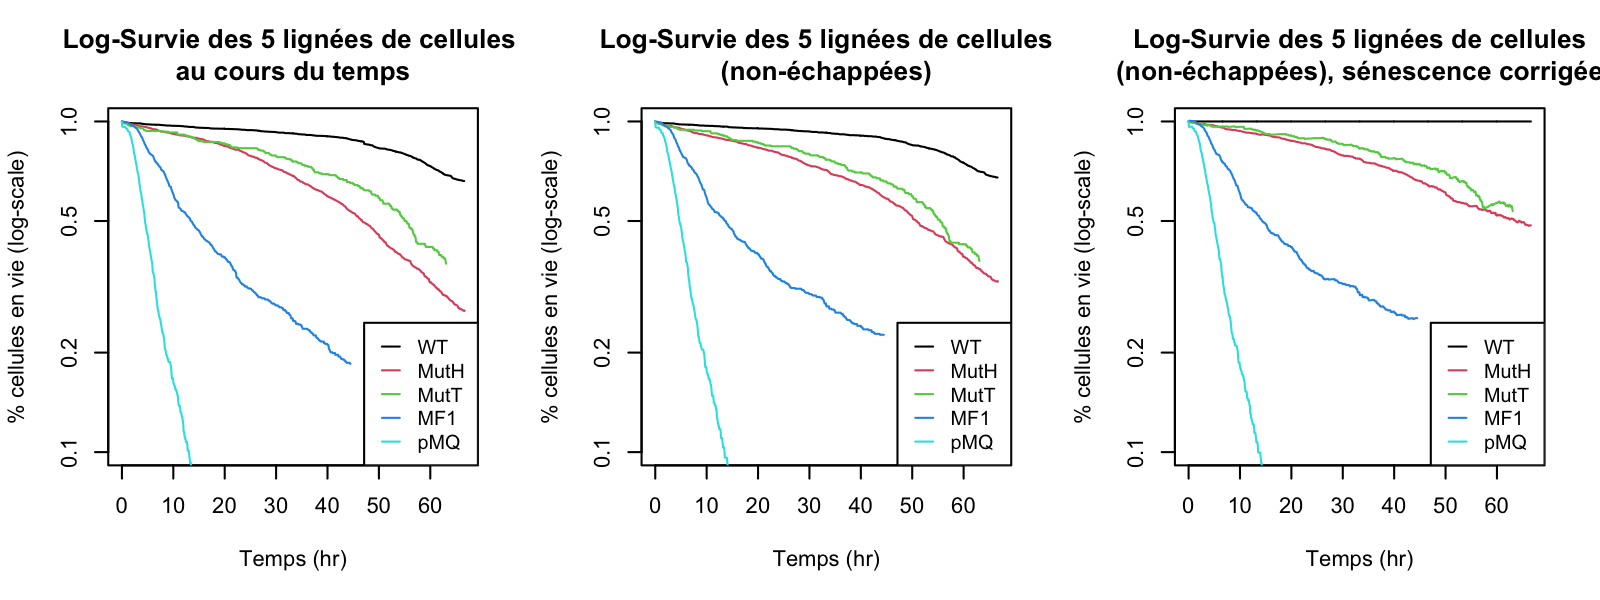 Log-Survie des 5 lignées de cellules
au cours du temps
% cellules en vie (log-scale)
1.0
0.5
0.2
0.1
WT
MutH
MutT
MF1
pMQ
0 10 20 30 40 50 60
Temps (hr)
Log-Survie des 5 lignées de cellules
(non-échappées)
% cellules en vie (log-scale)
1.0
0.5
0.2
0.1
WT
MutH
MutT
MF1
pMQ
0 10 20 30 40 50 60
Temps (hr)
Log-Survie des 5 lignées de cellules
(non-échappées), sénescence corrigée
% cellules en vie (log-scale)
1.0
0.5
0.2
0.1
WT
MutH
MutT
MF1
pMQ
0 10 20 30 40 50 60
Temps (hr)